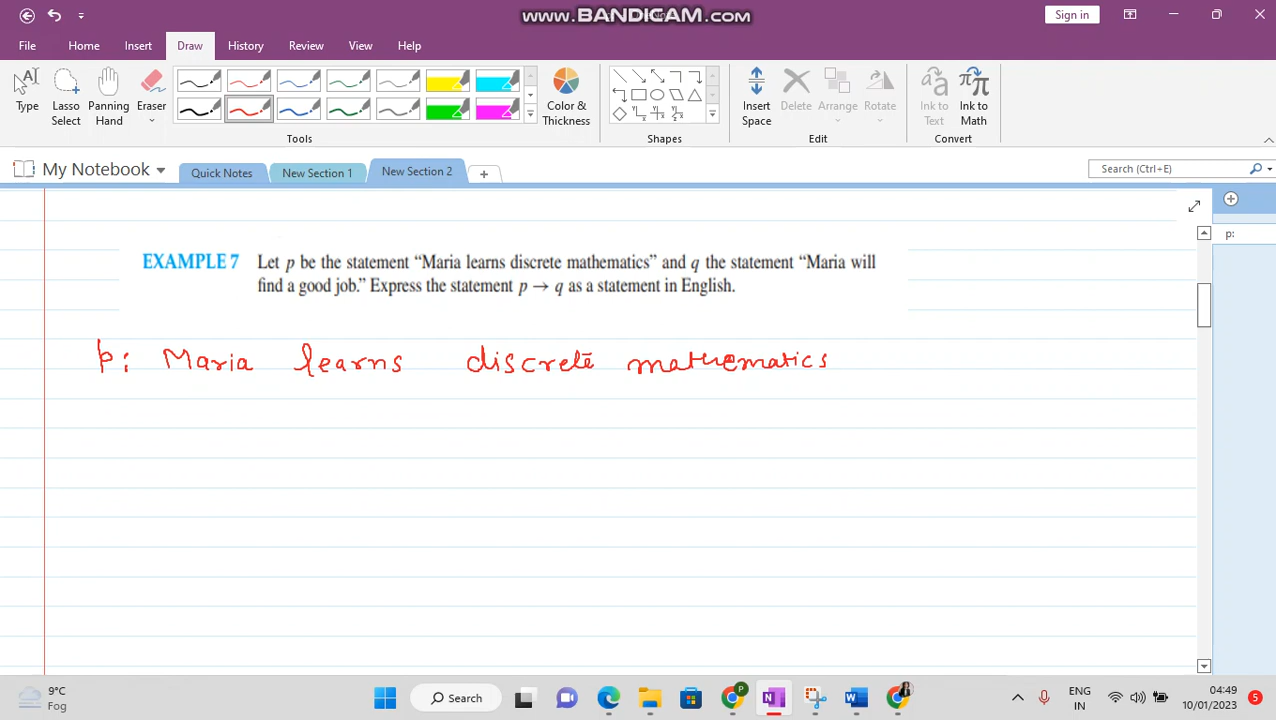 www.BANDICAM.com
Sign in
File Home Insert Draw History Review View Help
Type
Lasso Select
Panning Hand
Eraser
Color & Thickness
Insert Space
Delete
Arrange
Rotate
Ink to Text
Ink to Math
Tools
Shapes
Edit
Convert
My Notebook
Quick Notes
New Section 1
New Section 2
Search (Ctrl+E)
p:
EXAMPLE 7 Let p be the statement “Maria learns discrete mathematics” and q the statement “Maria will
find a good job.” Express the statement p → q as a statement in English.
p: Maria learns discrete mathematics
9°C
Fog
Search
ENG
IN
04:49
10/01/2023
5